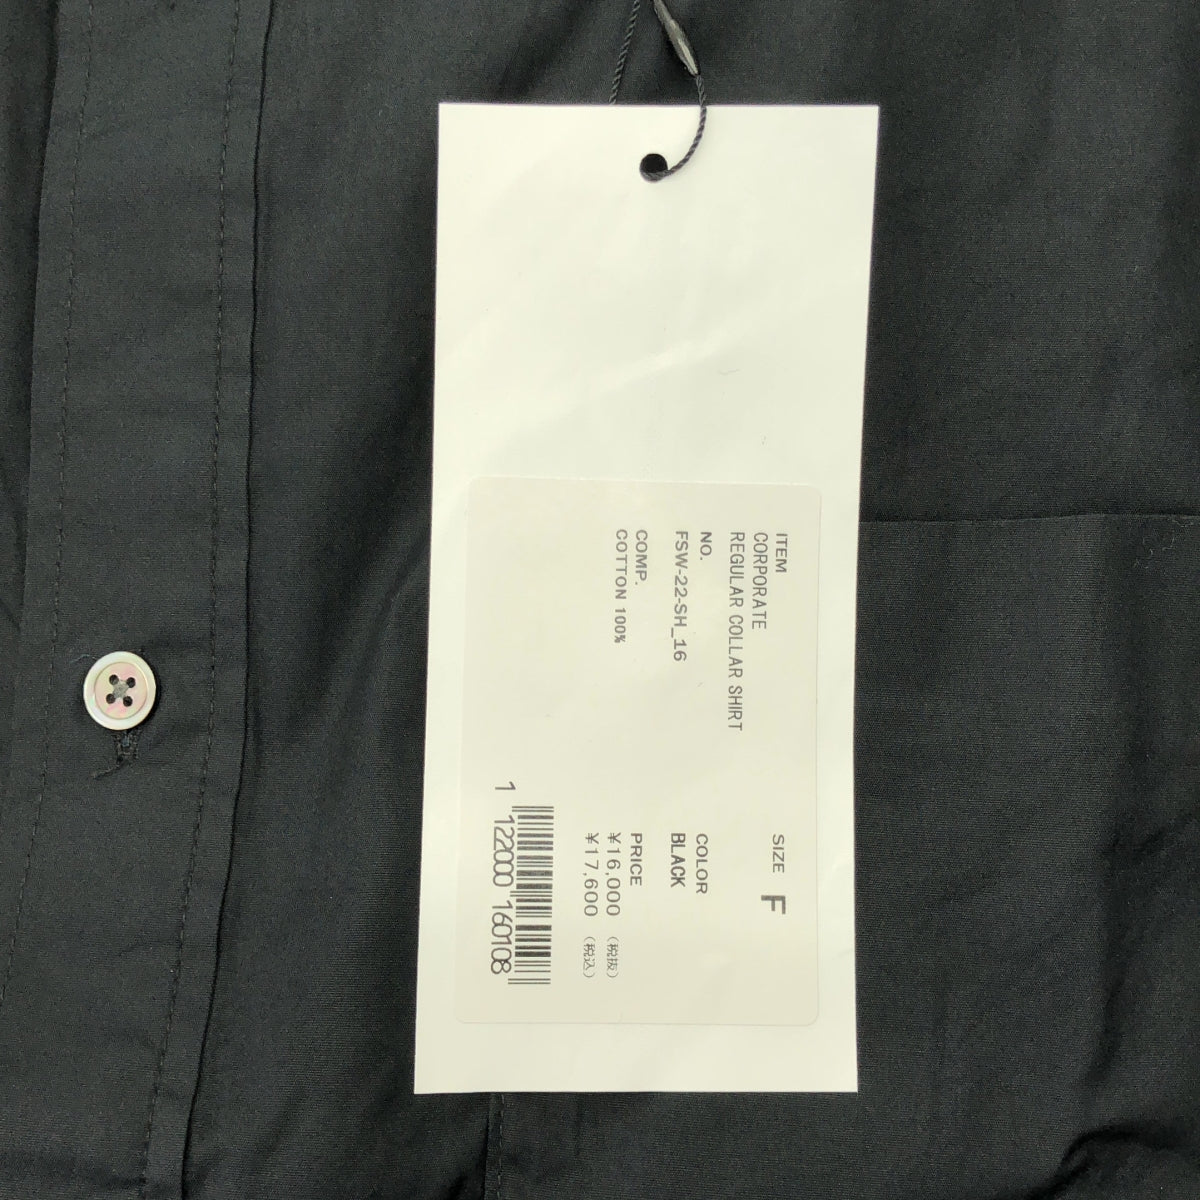 ITEM
CORPORATE
REGULAR COLLAR SHIRT
NO.
FSW-22-SH_16
COMP.
COTTON 100%
SIZE F
COLOR
BLACK
PRICE
¥16,000 (税抜)
¥17,600 (税込)
1 122000 160108